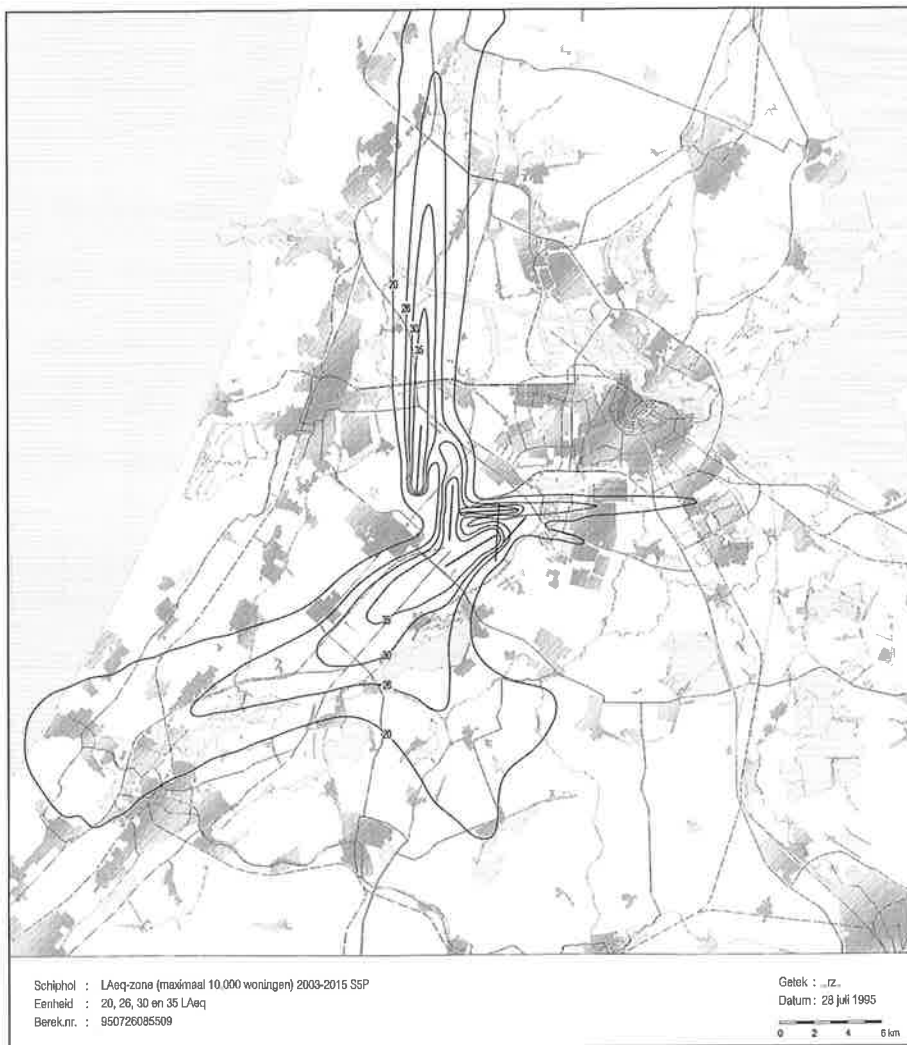 20
26
30
35
35
30
26
20
Schiphol : LAeq-zone (maximaal 10.000 woningen) 2003-2015 S5P
Eenheid : 20, 26, 30 en 35 LAeq
Berek.nr. : 950726085509
Getek :
Datum : 28 juli 1995
0 2 4 6 km